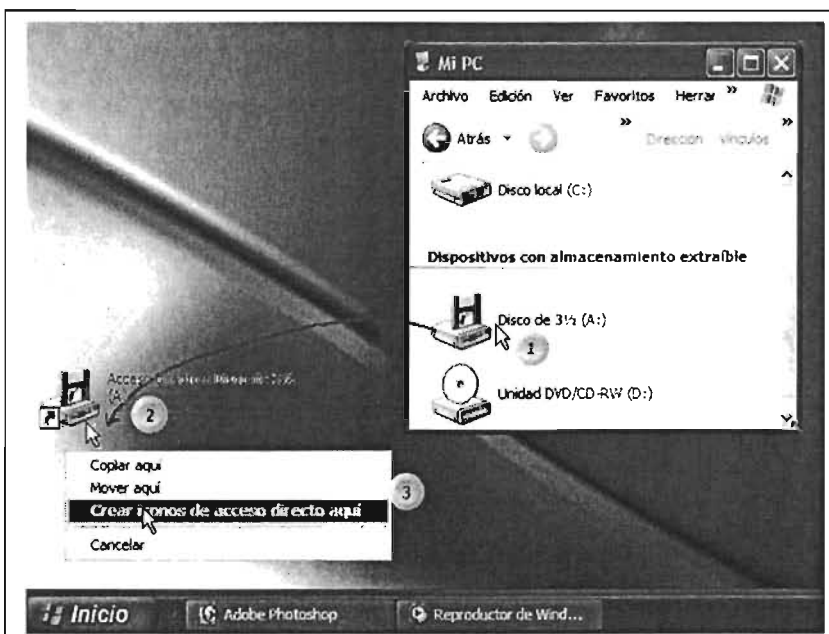 Mi PC
Archivo Edición Ver Favoritos Herrar »
Atrás » Dirección Vínculos »
Disco local (C:)
Dispositivos con almacenamiento extraíble
Disco de 3½ (A:)
1
Unidad DVD/CD-RW (D:)
Acceso
(A
2
Copiar aquí
Mover aquí
Crear iconos de acceso directo aquí
3
Cancelar
Inicio Adobe Photoshop Reproductor de Wind...